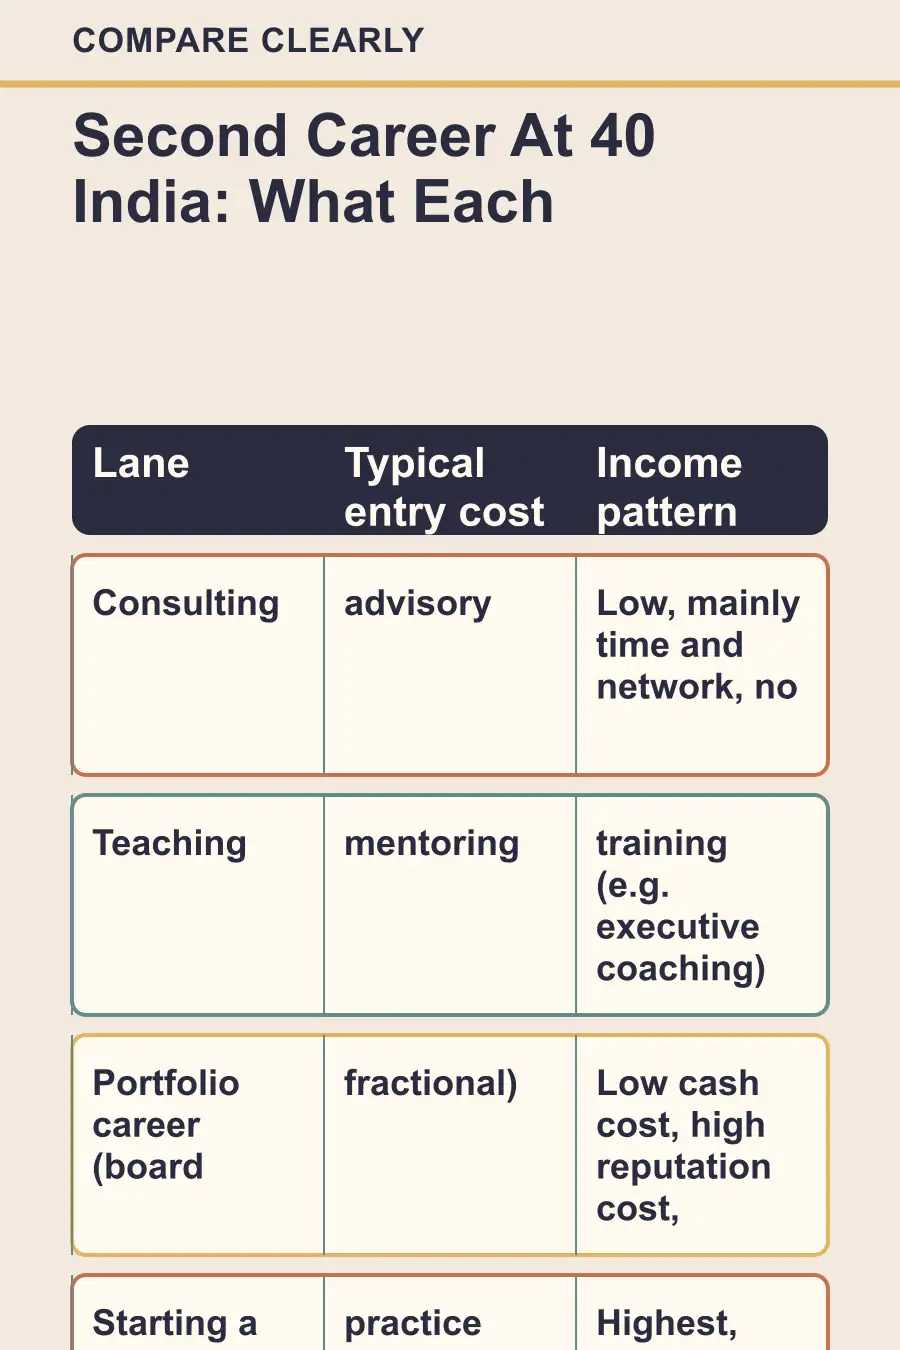 COMPARE CLEARLY
Second Career At 40
India: What Each
Lane
Typical
entry cost
Income
pattern
Consulting
advisory
Low, mainly
time and
network, no
Teaching
mentoring
training
(e.g.
executive
coaching)
Portfolio
career
(board
fractional)
Low cash
cost, high
reputation
cost,
Starting a
practice
Highest,